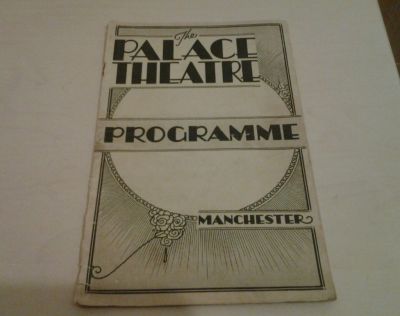 The
PALACE
THEATRE
PROGRAMME
MANCHESTER